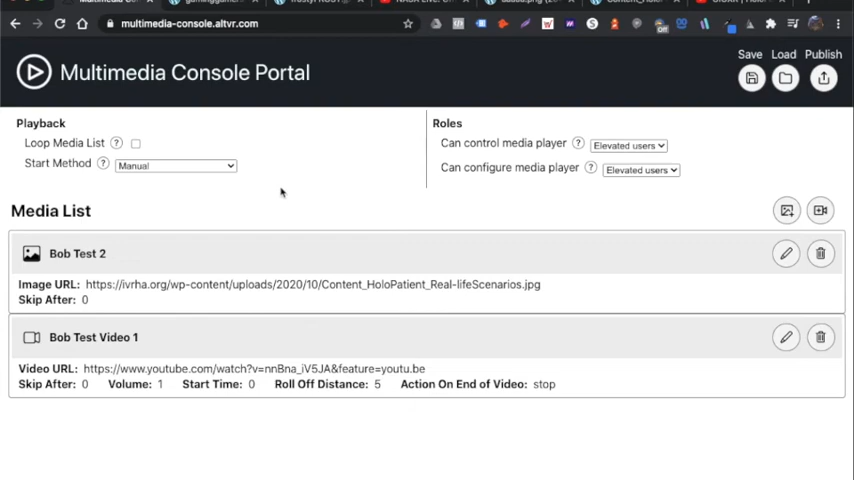 multimedia-console.altvr.com
Multimedia Console Portal
Save Load Publish
Playback
Loop Media List ?
Start Method ? Manual
Roles
Can control media player ? Elevated users
Can configure media player ? Elevated users
Media List
Bob Test 2
Image URL: https://ivrha.org/wp-content/uploads/2020/10/Content_HoloPatient_Real-lifeScenarios.jpg
Skip After: 0
Bob Test Video 1
Video URL: https://www.youtube.com/watch?v=nnBna_iV5JA&feature=youtu.be
Skip After: 0 Volume: 1 Start Time: 0 Roll Off Distance: 5 Action On End of Video: stop